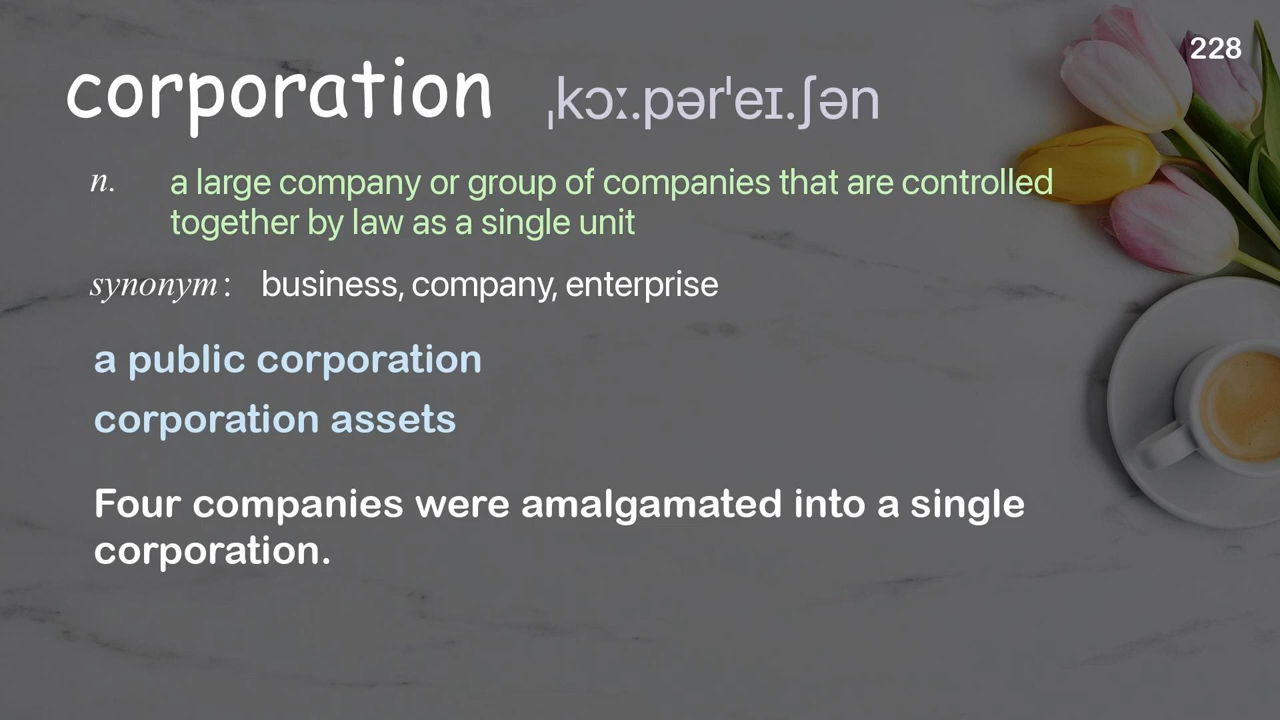 228
corporation ˌkɔː.pərˈeɪ.ʃən
n. a large company or group of companies that are controlled
together by law as a single unit
synonym : business, company, enterprise
a public corporation
corporation assets
Four companies were amalgamated into a single
corporation.